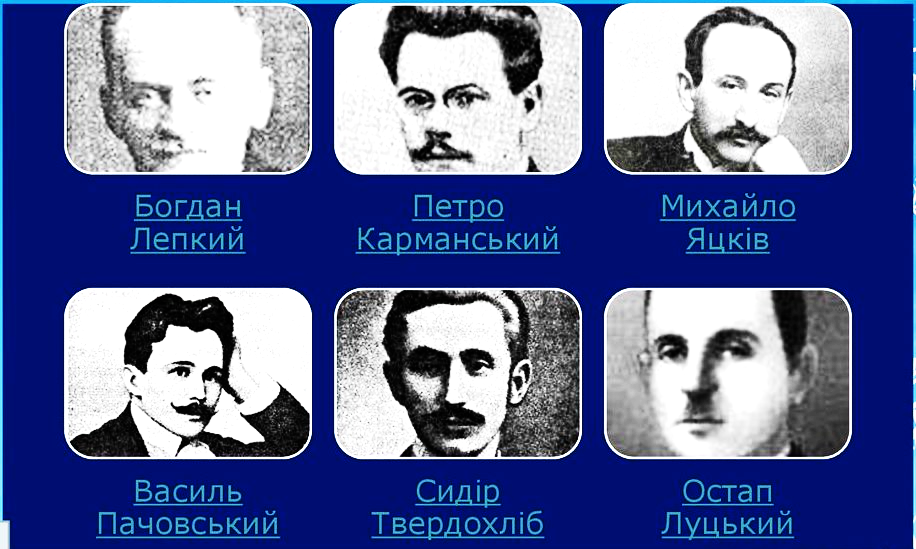 Богдан
Лепкий
Петро
Карманський
Михайло
Яцків
Василь
Пачовський
Сидір
Твердохліб
Остап
Луцький